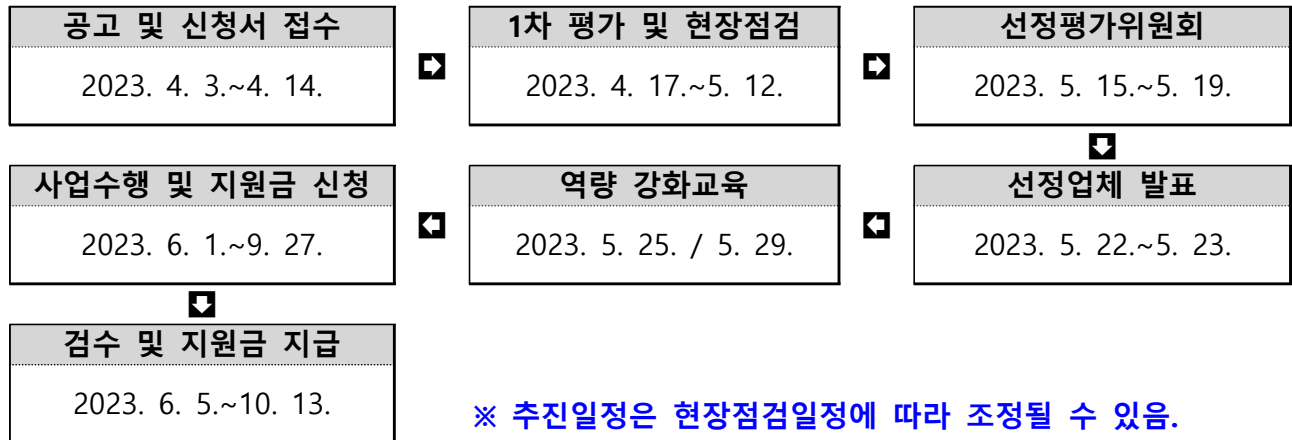 공고 및 신청서 접수
2023. 4. 3.~4. 14.
1차 평가 및 현장점검
2023. 4. 17.~5. 12.
선정평가위원회
2023. 5. 15.~5. 19.
선정업체 발표
2023. 5. 22.~5. 23.
역량 강화교육
2023. 5. 25. / 5. 29.
사업수행 및 지원금 신청
2023. 6. 1.~9. 27.
검수 및 지원금 지급
2023. 6. 5.~10. 13.
※ 추진일정은 현장점검일정에 따라 조정될 수 있음.